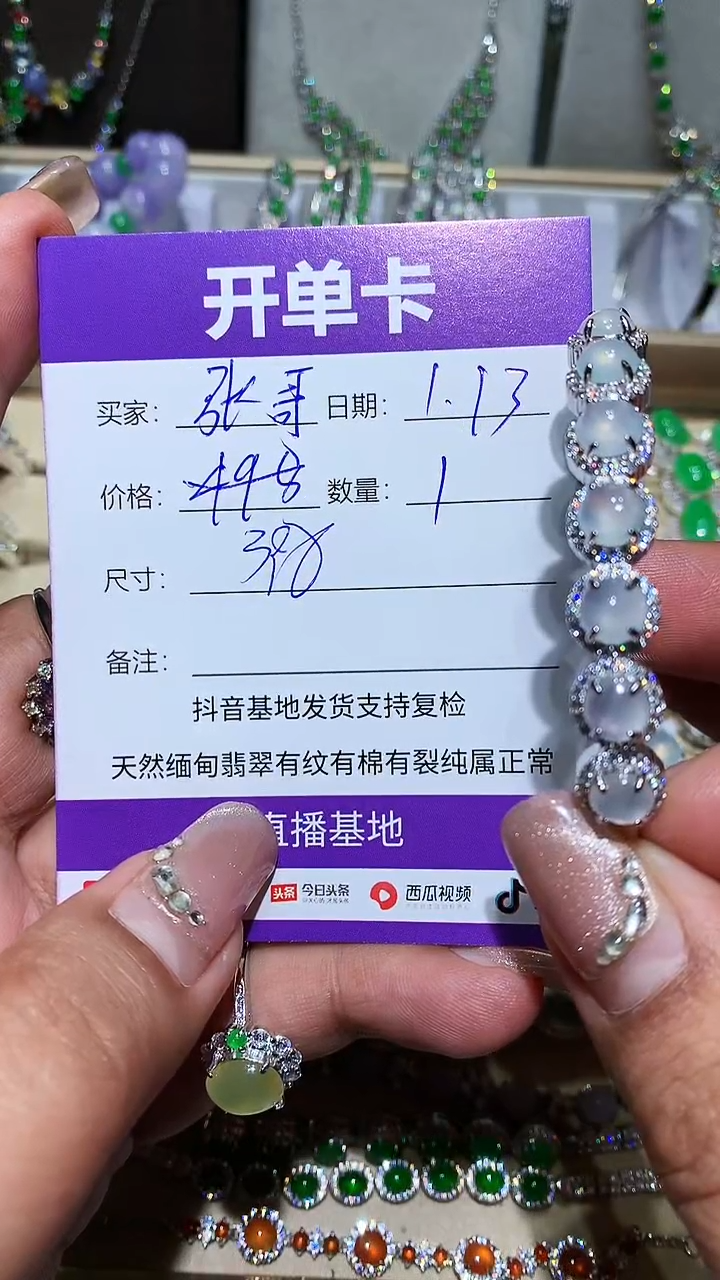 开单卡
买家: 张哥 日期: 1.13
价格: 498 数量: 1
398
尺寸:
备注:
抖音基地发货支持复检
天然缅甸翡翠有纹有棉有裂纯属正常
直播基地
头条 今日头条 西瓜视频